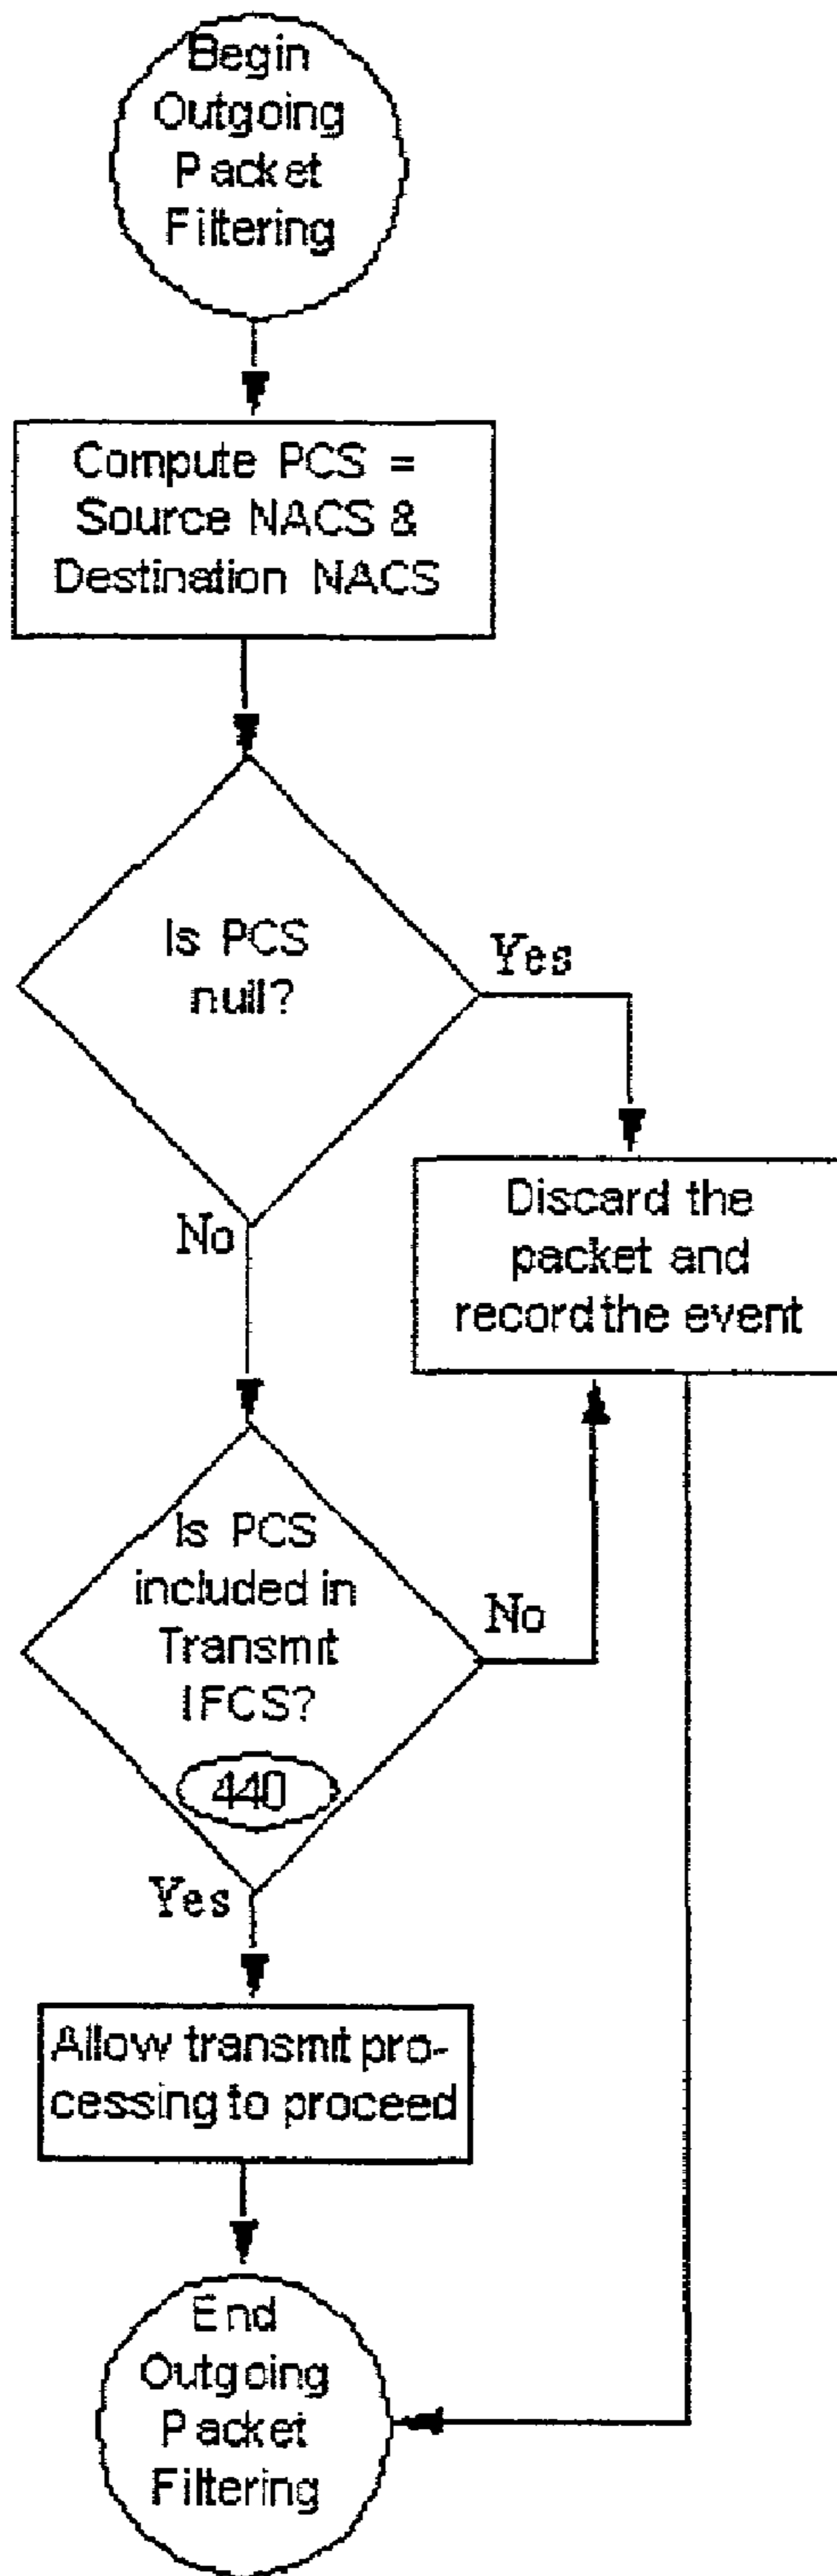 Begin
Outgoing
Packet
Filtering
Compute PCS =
Source NACS &
Destination NACS
Is PCS
null?
Yes
No
Discard the
packet and
record the event
Is PCS
included in
Transmit
IFCS?
440
No
Yes
Allow transmit pro-
cessing to proceed
End
Outgoing
Packet
Filtering